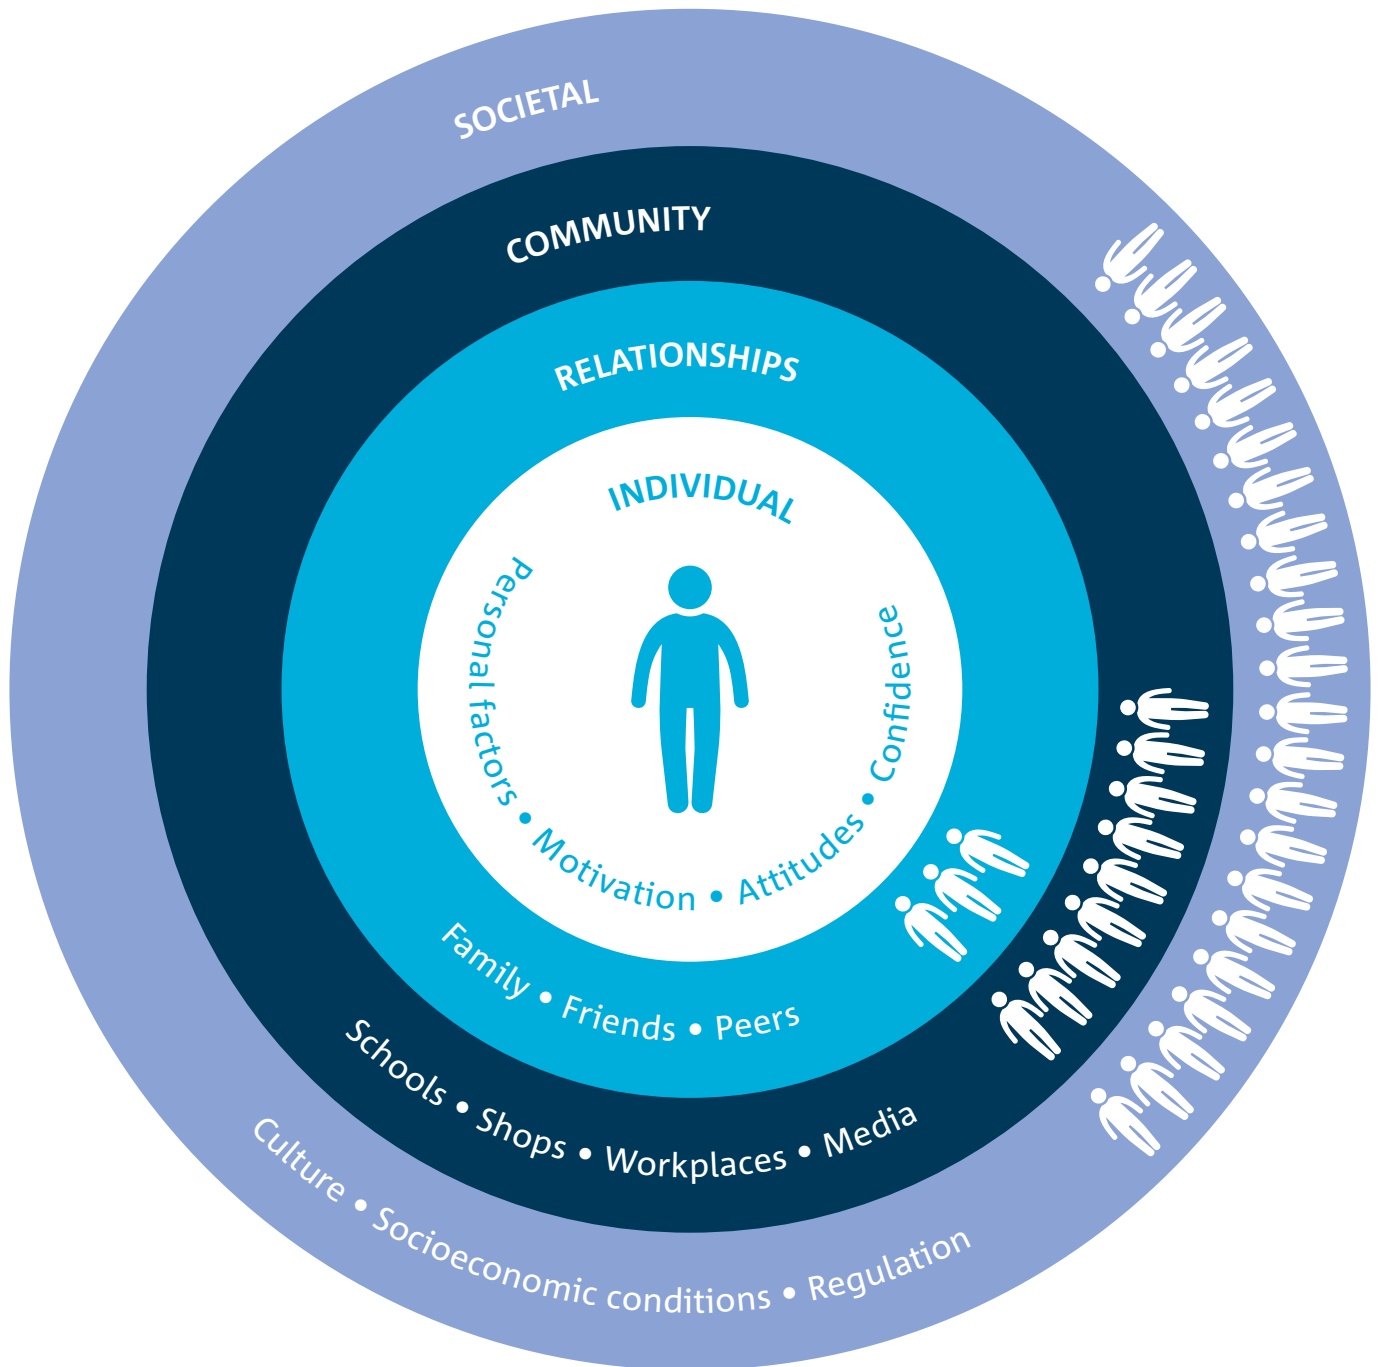 SOCIETAL
COMMUNITY
RELATIONSHIPS
INDIVIDUAL
Personal factors • Motivation • Attitudes • Confidence
Family • Friends • Peers
Schools • Shops • Workplaces • Media
Culture • Socioeconomic conditions • Regulation